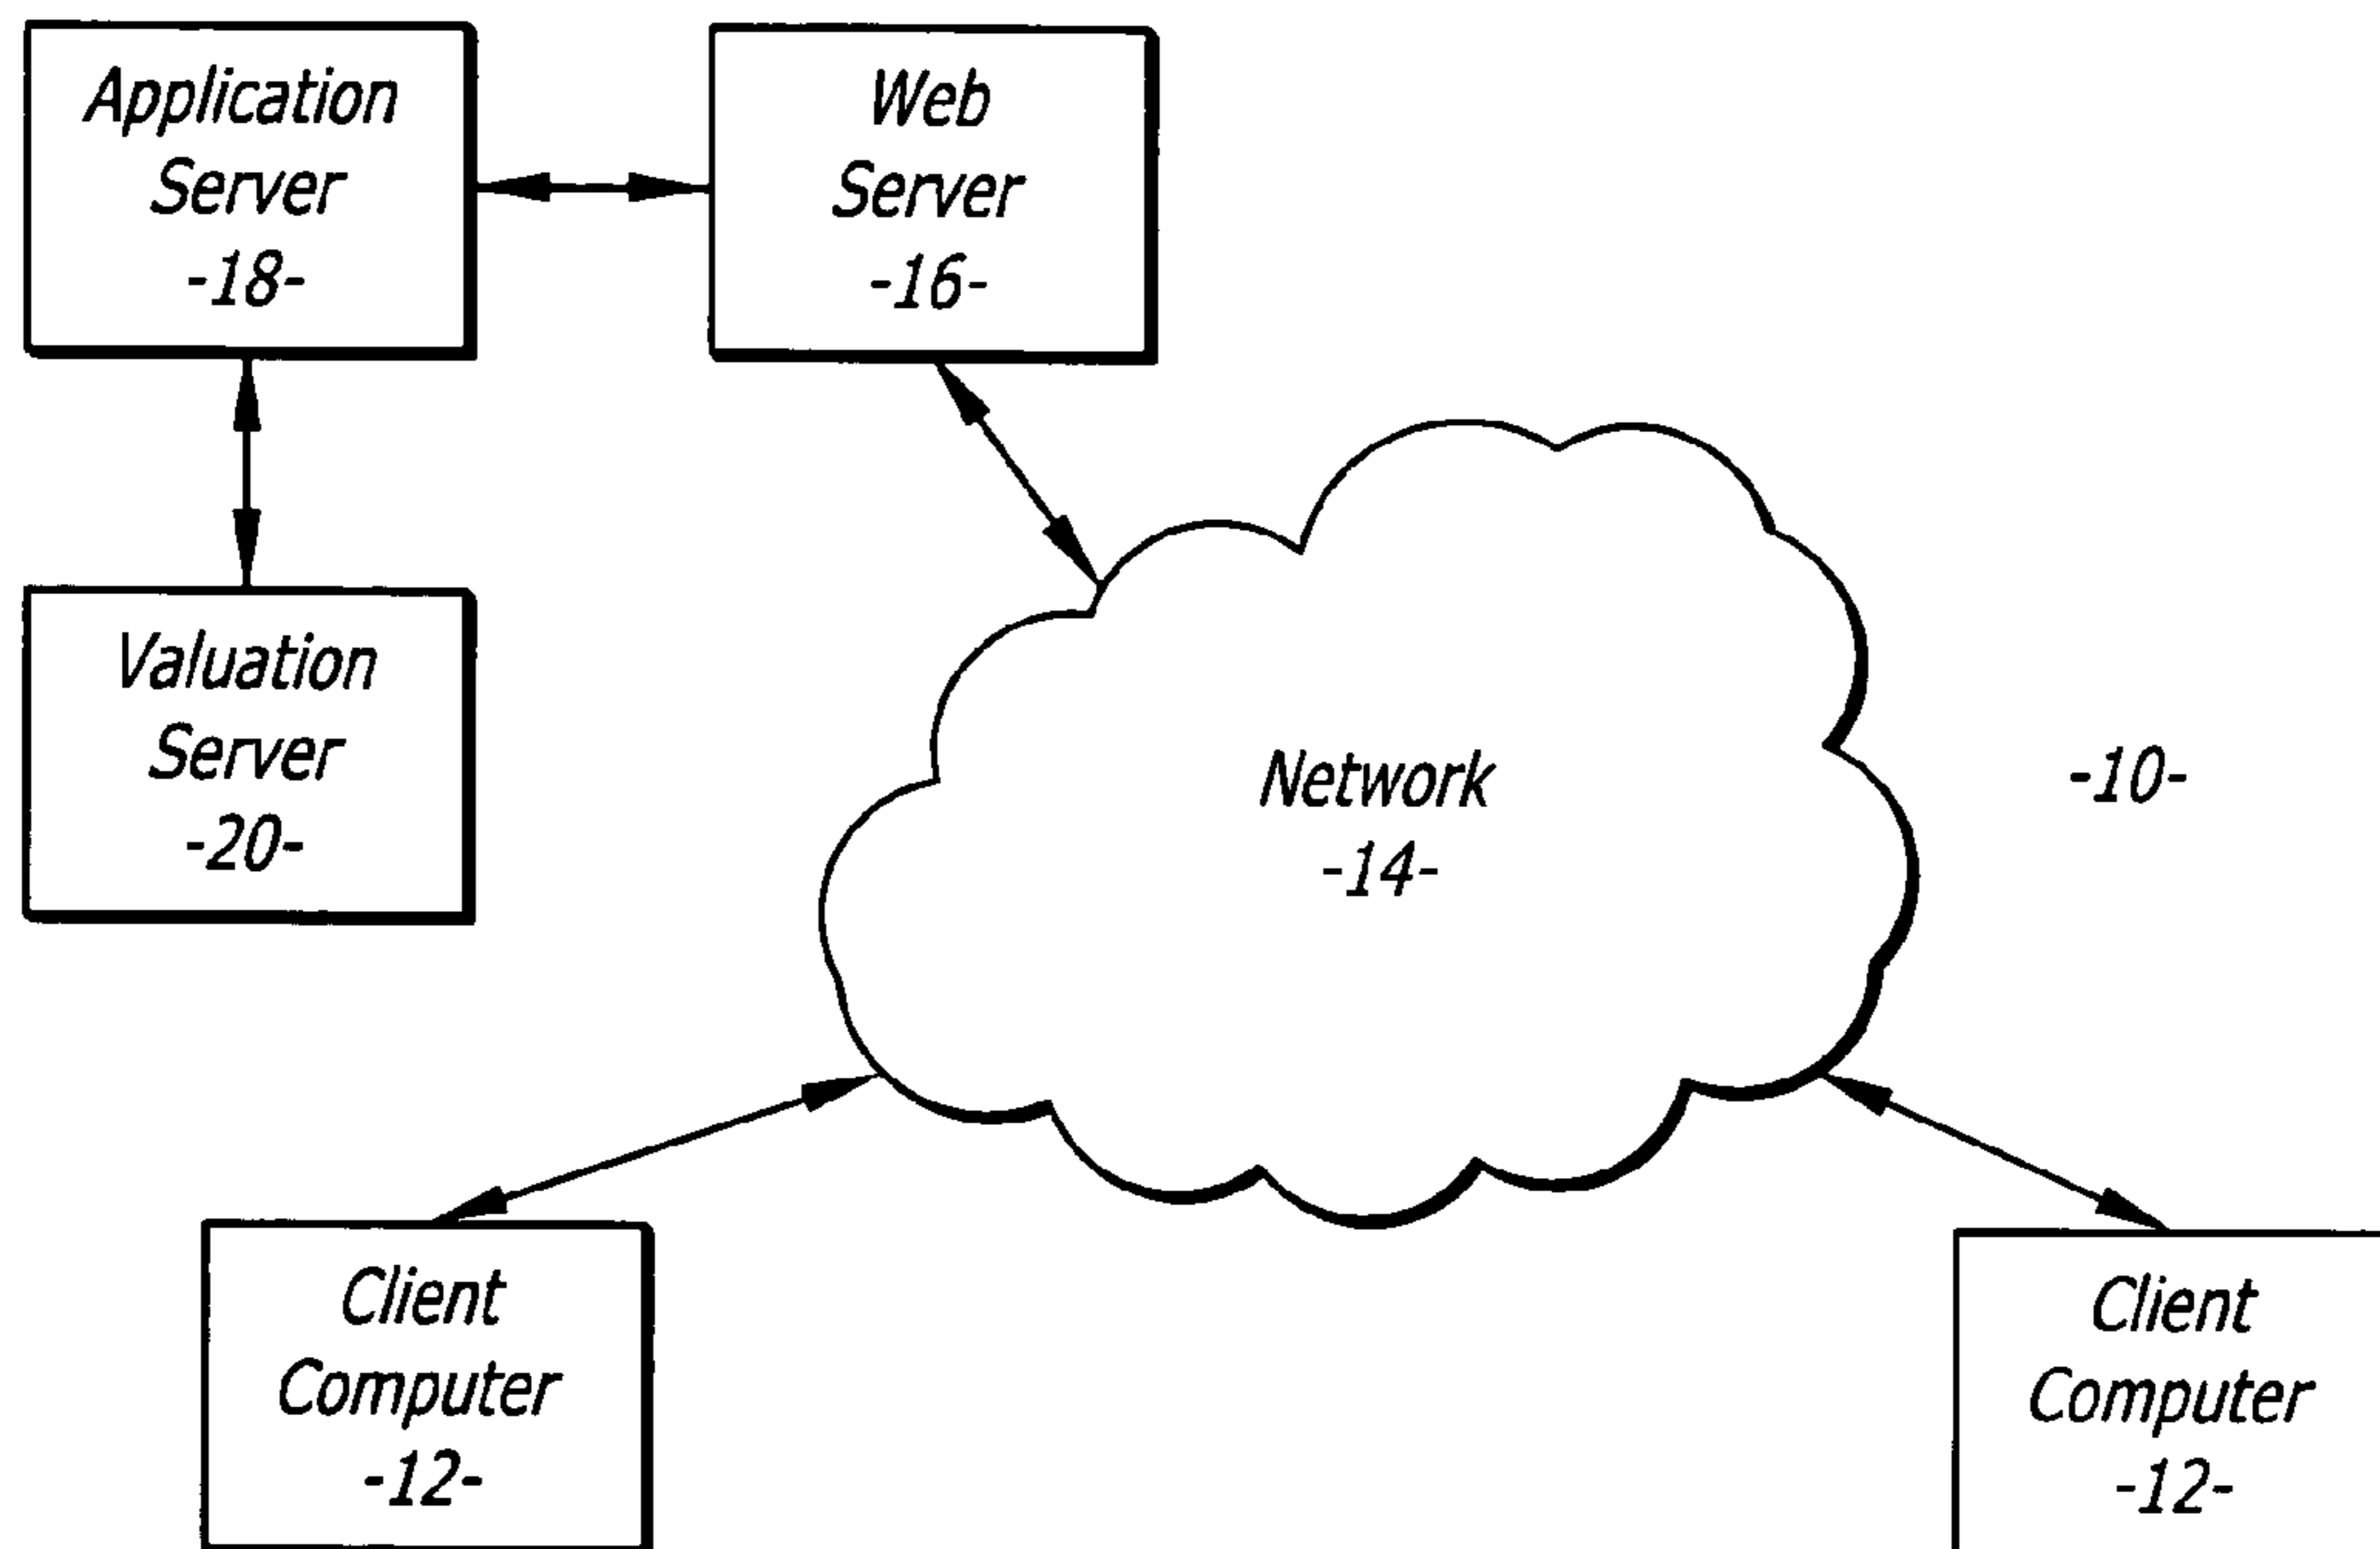 Application
Server
-18-
Web
Server
-16-
Valuation
Server
-20-
Network
-14-
-10-
Client
Computer
-12-
Client
Computer
-12-